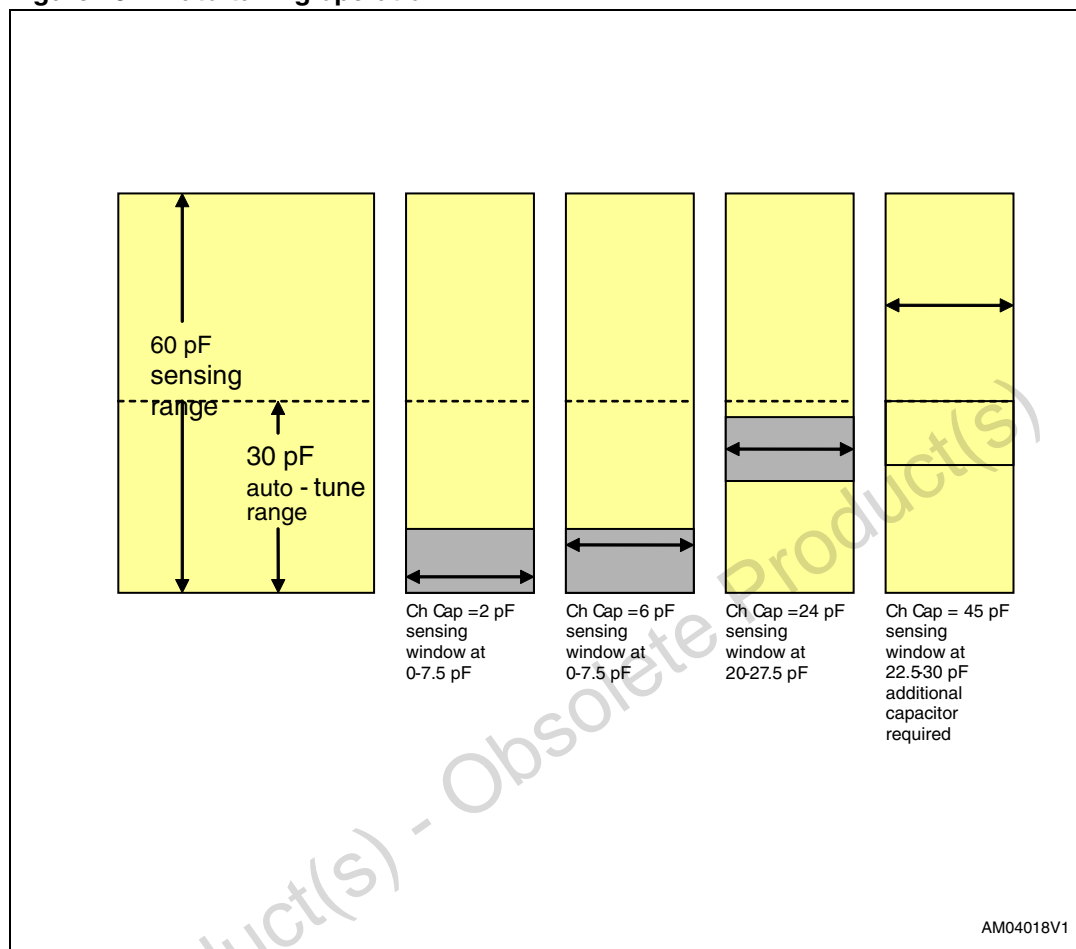 60 pF
sensing
range
30 pF
auto - tune
range
Ch Cap =2 pF
sensing
window at
0-7.5 pF
Ch Cap =6 pF
sensing
window at
0-7.5 pF
Ch Cap =24 pF
sensing
window at
20-27.5 pF
Ch Cap = 45 pF
sensing
window at
22.5-30 pF
additional
capacitor
required
duct(s) - Obsolete Product(s)
AM04018V1